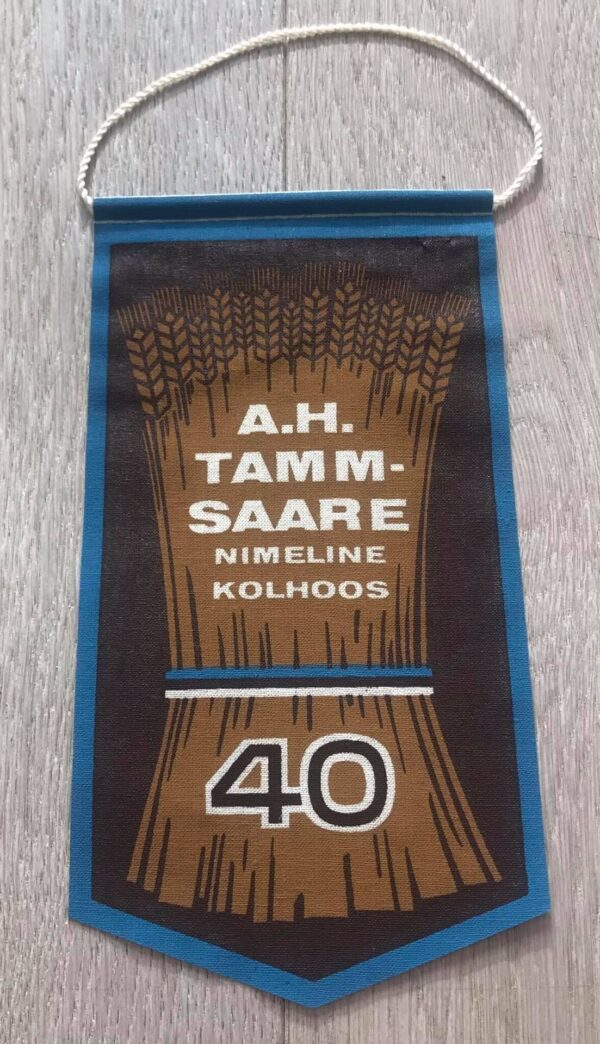 A.H.
TAMM-
SAARE
NIMELINE
KOLHOOS
40